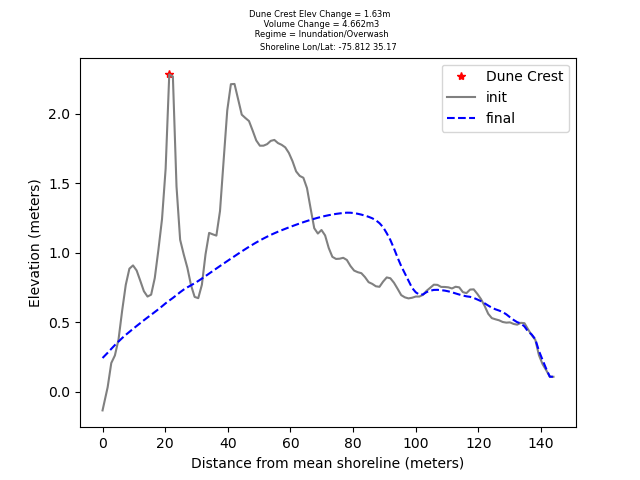 Dune Crest Elev Change = 1.63m
Volume Change = 4.662m3
Regime = Inundation/Overwash
Shoreline Lon/Lat: -75.812 35.17
Dune Crest
init
final
2.0
1.5
1.0
0.5
0.0
Elevation (meters)
0 20 40 60 80 100 120 140
Distance from mean shoreline (meters)